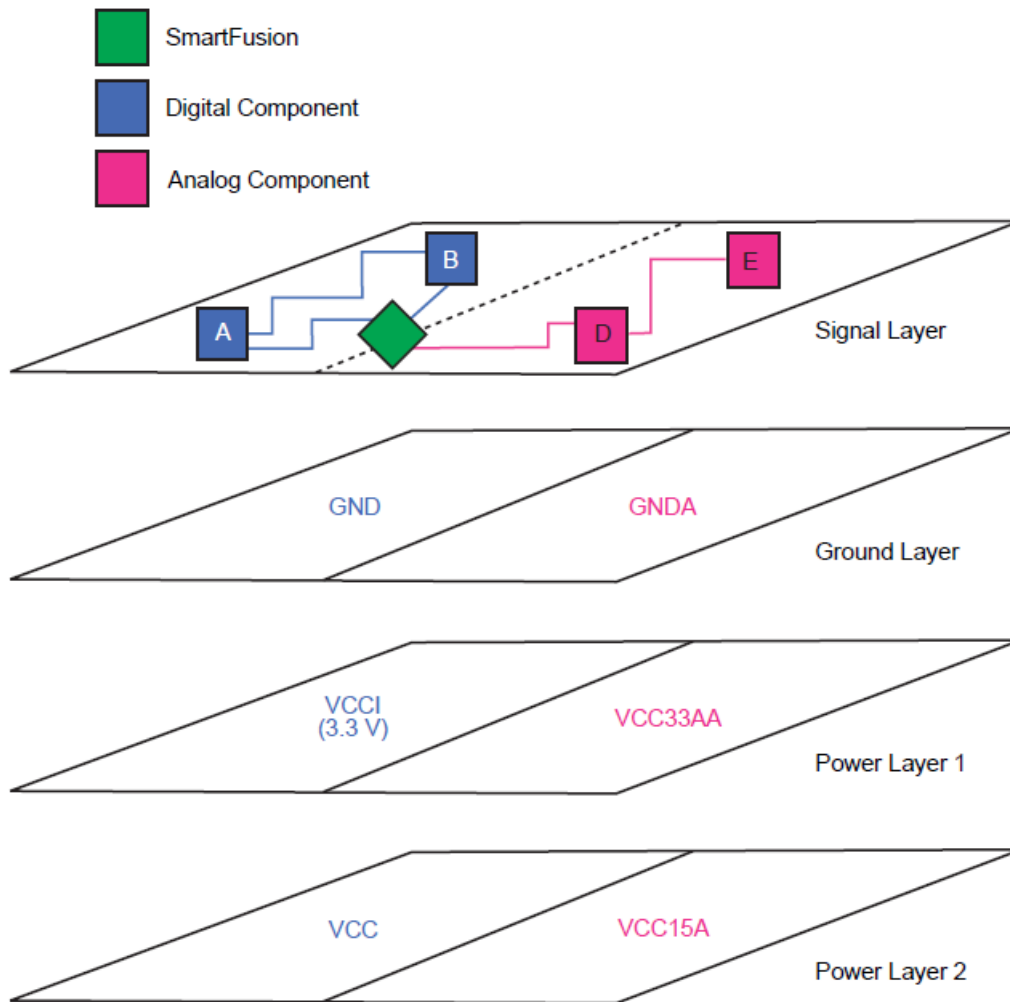 SmartFusion
Digital Component
Analog Component
B
E
A
D
Signal Layer
GND
GNDA
Ground Layer
VCCI
(3.3 V)
VCC33AA
Power Layer 1
VCC
VCC15A
Power Layer 2